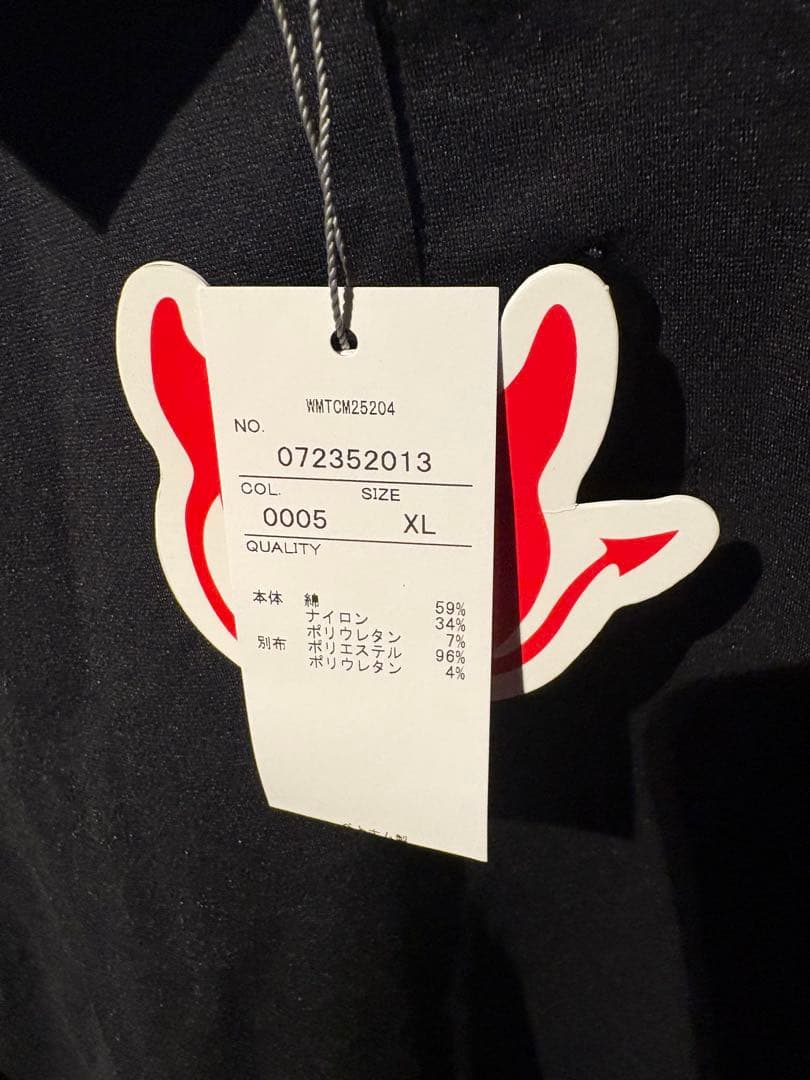 WMTCM25204
NO.
072352013
COL. SIZE
0005 XL
QUALITY
本体 綿 59%
ナイロン 34%
ポリウレタン 7%
別布 ポリエステル 96%
ポリウレタン 4%